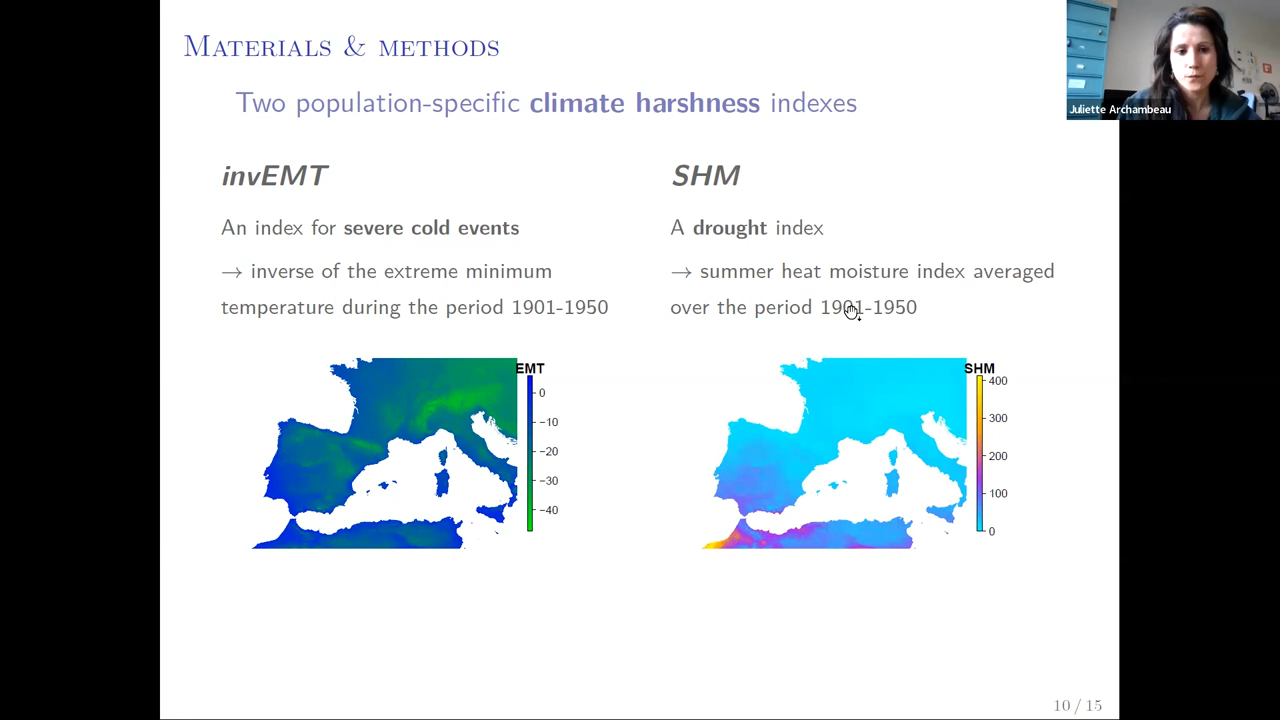 MATERIALS & METHODS
Two population-specific climate harshness indexes
invEMT
An index for severe cold events
→ inverse of the extreme minimum
temperature during the period 1901-1950
SHM
A drought index
→ summer heat moisture index averaged
over the period 1901-1950
EMT
0
−10
−20
−30
−40
SHM
400
300
200
100
0
Juliette Archambeau
10 / 15